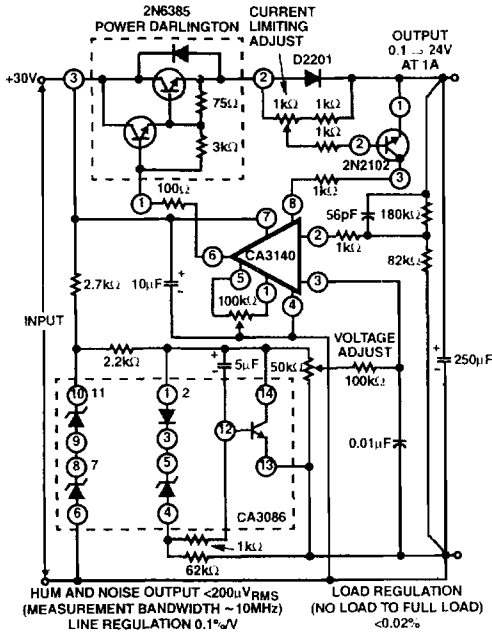 2N6385
POWER DARLINGTON
CURRENT
LIMITING
ADJUST
D2201
OUTPUT
0.1 → 24V
AT 1A
+30V
3
2
1
75Ω
1kΩ
1kΩ
1kΩ
2
2N2102
3kΩ
1
100Ω
1kΩ
3
8
56pF
180kΩ
7
6
CA3140
2
1kΩ
82kΩ
5
1
3
4
2.7kΩ
10μF
+
-
100kΩ
INPUT
VOLTAGE
ADJUST
2.2kΩ
+
-
5μF
50kΩ
100kΩ
+
-
250μF
10
11
1
2
14
9
3
12
0.01μF
8
7
5
13
6
4
CA3086
1kΩ
62kΩ
HUM AND NOISE OUTPUT <200μVRMS
(MEASUREMENT BANDWIDTH ~10MHz)
LINE REGULATION 0.1%/V
LOAD REGULATION
(NO LOAD TO FULL LOAD)
<0.02%